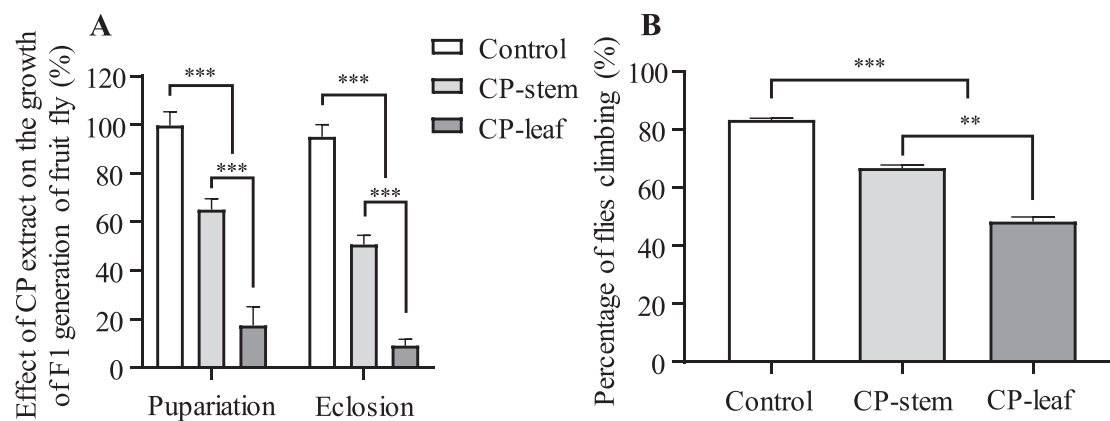 A
Effect of CP extract on the growth
of F1 generation of fruit fly (%)
120
100
80
60
40
20
0
***
***
***
***
Pupariation
Eclosion
Control
CP-stem
CP-leaf
B
Percentage of flies climbing (%)
100
80
60
40
20
0
***
**
Control
CP-stem
CP-leaf